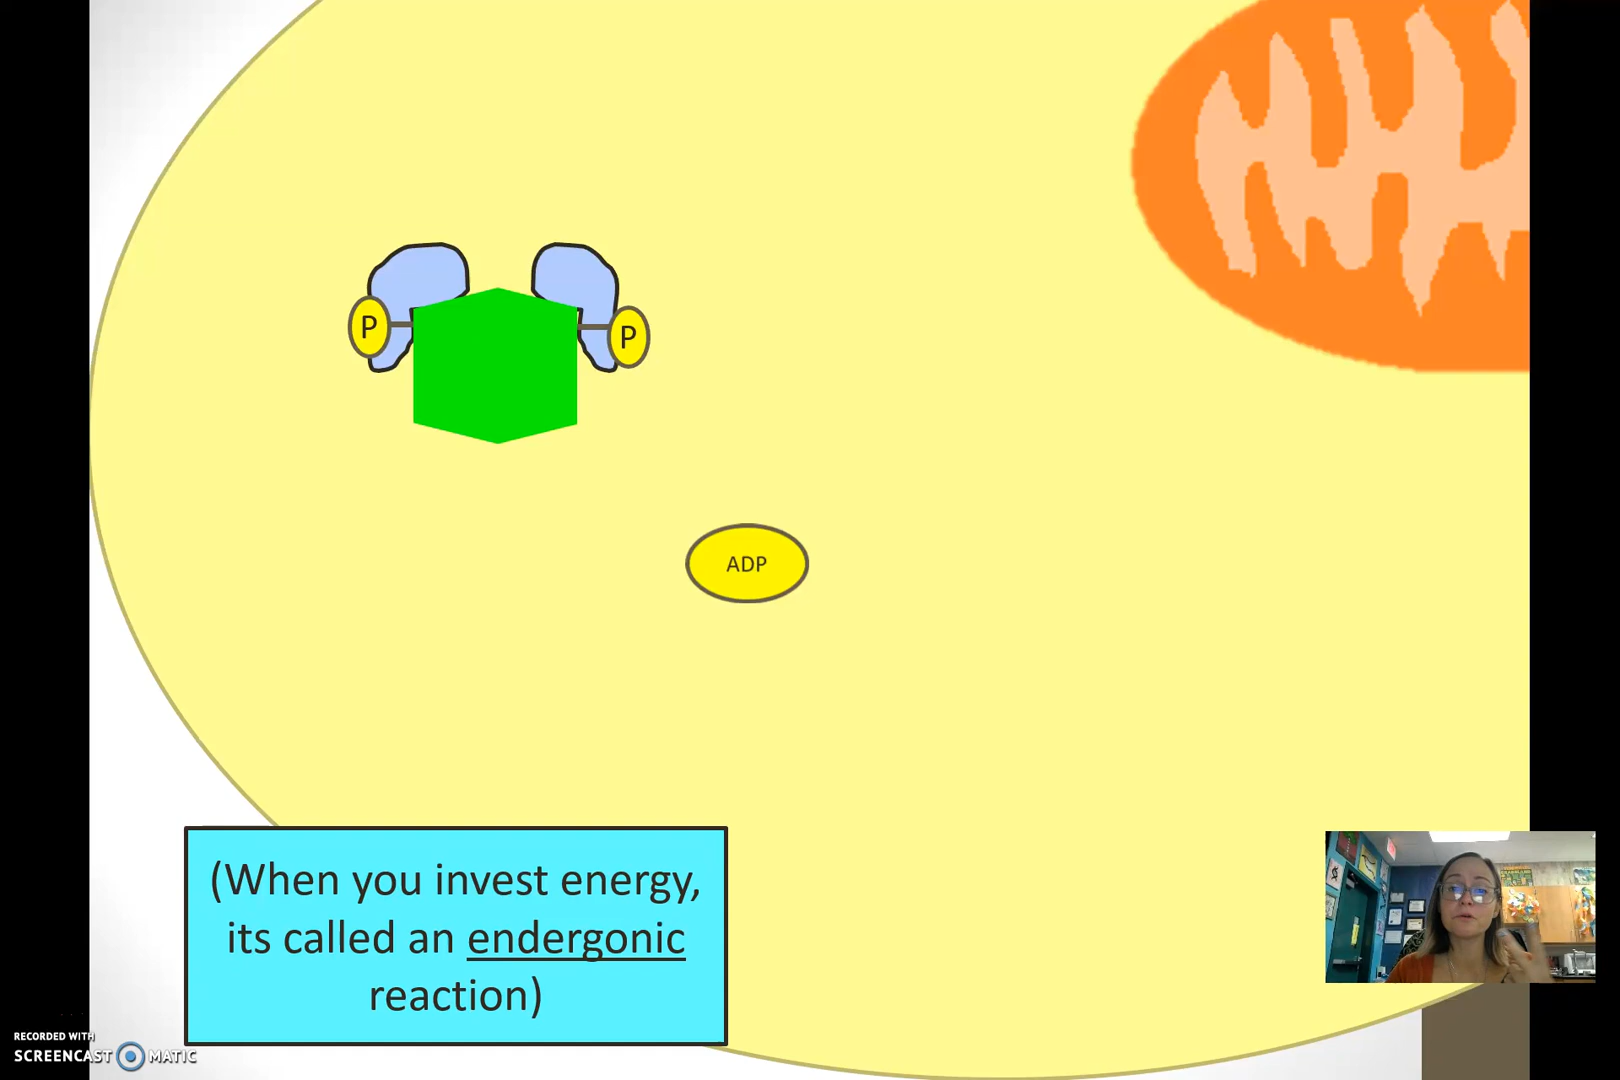 P
P
ADP
(When you invest energy,
its called an endergonic
reaction)
RECORDED WITH
SCREENCAST MATIC